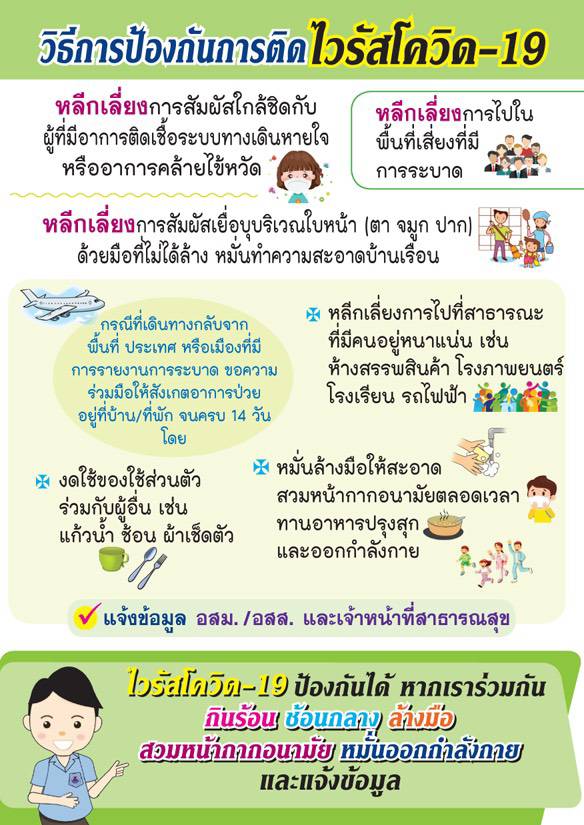 วิธีการป้องกันการติดไวรัสโควิด-19
หลีกเลี่ยงการสัมผัสใกล้ชิดกับ
ผู้ที่มีอาการติดเชื้อระบบทางเดินหายใจ
หรืออาการคล้ายไข้หวัด
หลีกเลี่ยงการไปใน
พื้นที่เสี่ยงที่มี
การระบาด
หลีกเลี่ยงการสัมผัสเยื่อบุบริเวณใบหน้า (ตา จมูก ปาก)
ด้วยมือที่ไม่ได้ล้าง หมั่นทำความสะอาดบ้านเรือน
กรณีที่เดินทางกลับจาก
พื้นที่ ประเทศ หรือเมืองที่มี
การรายงานการระบาด ขอความ
ร่วมมือให้สังเกตอาการป่วย
อยู่ที่บ้าน/ที่พัก จนครบ 14 วัน
โดย
หลีกเลี่ยงการไปที่สาธารณะ
ที่มีคนอยู่หนาแน่น เช่น
ห้างสรรพสินค้า โรงภาพยนตร์
โรงเรียน รถไฟฟ้า
งดใช้ของใช้ส่วนตัว
ร่วมกับผู้อื่น เช่น
แก้วน้ำ ช้อน ผ้าเช็ดตัว
หมั่นล้างมือให้สะอาด
สวมหน้ากากอนามัยตลอดเวลา
ทานอาหารปรุงสุก
และออกกำลังกาย
แจ้งข้อมูล อสม. /อสส. และเจ้าหน้าที่สาธารณสุข
ไวรัสโควิด-19 ป้องกันได้ หากเราร่วมกัน
กินร้อน ช้อนกลาง ล้างมือ
สวมหน้ากากอนามัย หมั่นออกกำลังกาย
และแจ้งข้อมูล